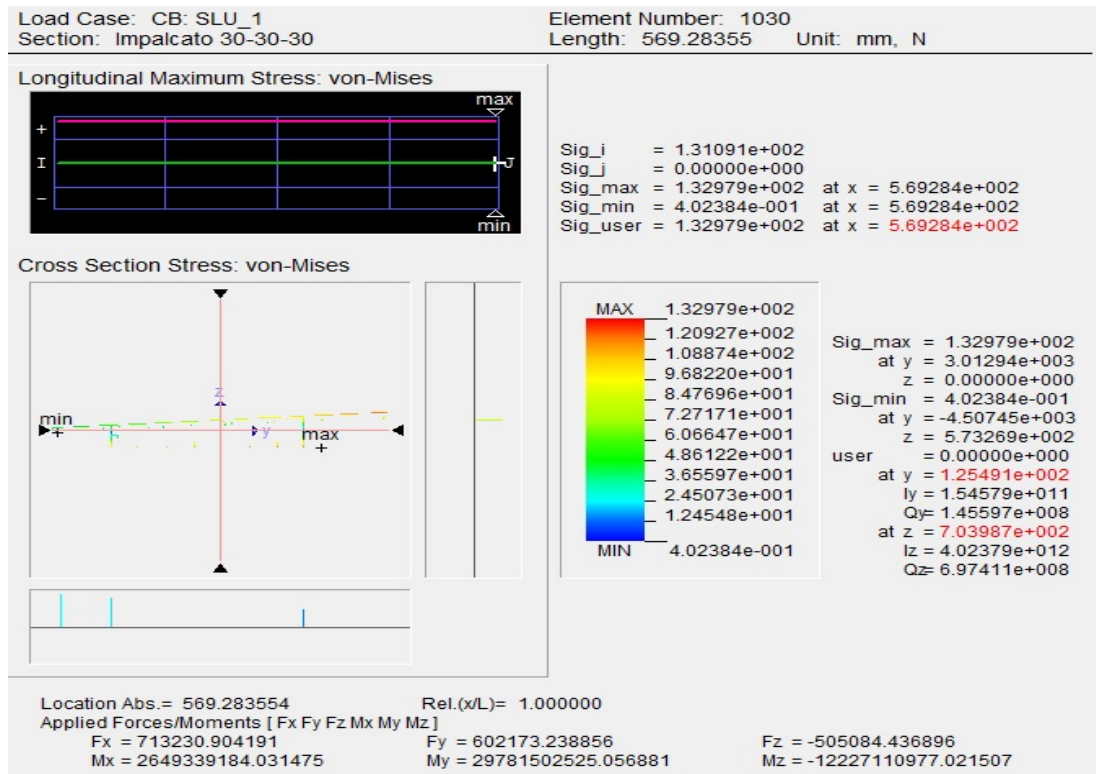 Load Case: CB: SLU_1
Element Number: 1030
Section: Impalcato 30-30-30
Length: 569.28355 Unit: mm, N
Longitudinal Maximum Stress: von-Mises
max
+
I
J
-
min
Sig_i = 1.31091e+002
Sig_j = 0.00000e+000
Sig_max = 1.32979e+002 at x = 5.69284e+002
Sig_min = 4.02384e-001 at x = 5.69284e+002
Sig_user = 1.32979e+002 at x = 5.69284e+002
Cross Section Stress: von-Mises
z
min
y
max
+
+
MAX 1.32979e+002
1.20927e+002
1.08874e+002
9.68220e+001
8.47696e+001
7.27171e+001
6.06647e+001
4.86122e+001
3.65597e+001
2.45073e+001
1.24548e+001
MIN 4.02384e-001
Sig_max = 1.32979e+002
at y = 3.01294e+003
z = 0.00000e+000
Sig_min = 4.02384e-001
at y = -4.50745e+003
z = 5.73269e+002
user = 0.00000e+000
at y = 1.25491e+002
Iy = 1.54579e+011
Qy= 1.45597e+008
at z = 7.03987e+002
Iz = 4.02379e+012
Qz= 6.97411e+008
Location Abs.= 569.283554 Rel.(x/L)= 1.000000
Applied Forces/Moments [ Fx Fy Fz Mx My Mz ]
Fx = 713230.904191 Fy = 602173.238856 Fz = -505084.436896
Mx = 2649339184.031475 My = 29781502525.056881 Mz = -12227110977.021507